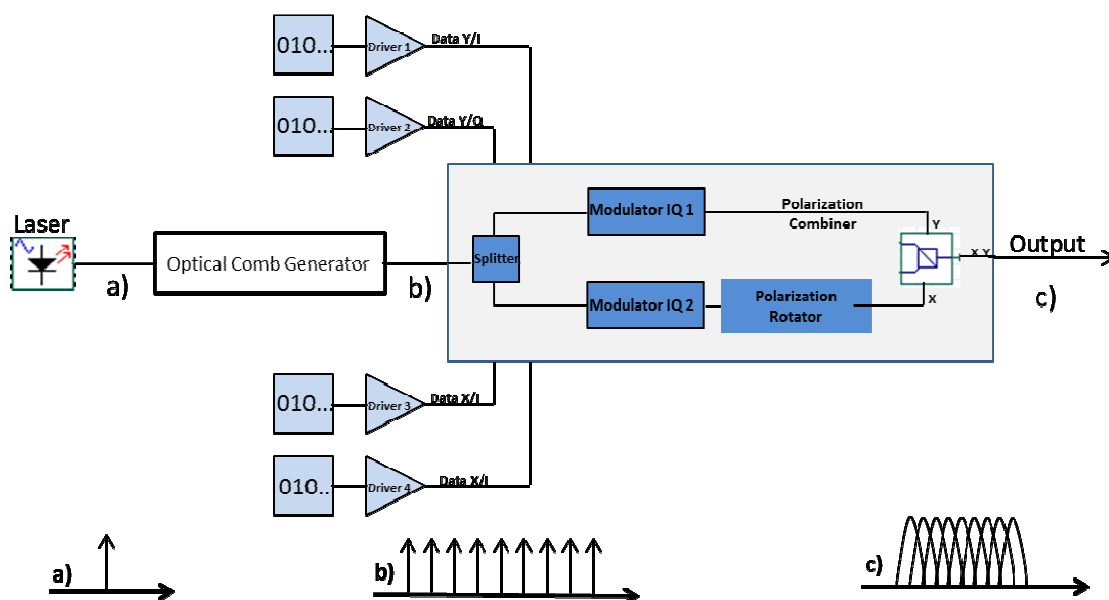 010...
Driver 1
Data Y/I
010...
Driver 2
Data Y/Q
Laser
Optical Comb Generator
a)
b)
Splitter
Modulator IQ 1
Polarization
Combiner
Y
Modulator IQ 2
Polarization
Rotator
X
X Y
Output
c)
010...
Driver 3
Data X/I
010...
Driver 4
Data X/I
a)
b)
c)